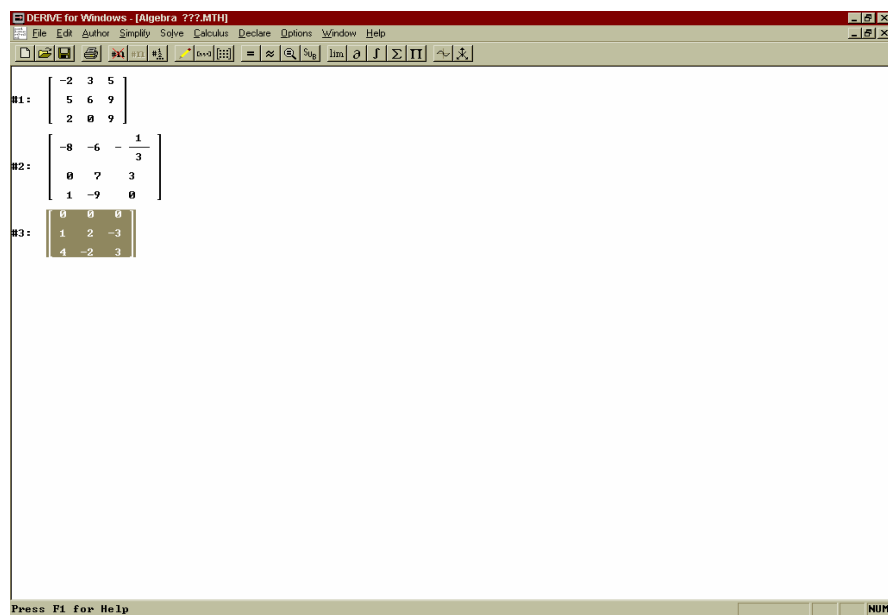 DERIVE for Windows - [Algebra ???.MTH]
File Edit Author Simplify Solve Calculus Declare Options Window Help
= ≈ Sub lim ∂ ∫ Σ Π
#1: [ -2 3 5
5 6 9
2 0 9 ]
#2: [ -8 -6 - 1/3
0 7 3
1 -9 0 ]
#3: [ 0 0 0
1 2 -3
4 -2 3 ]
Press F1 for Help NUM